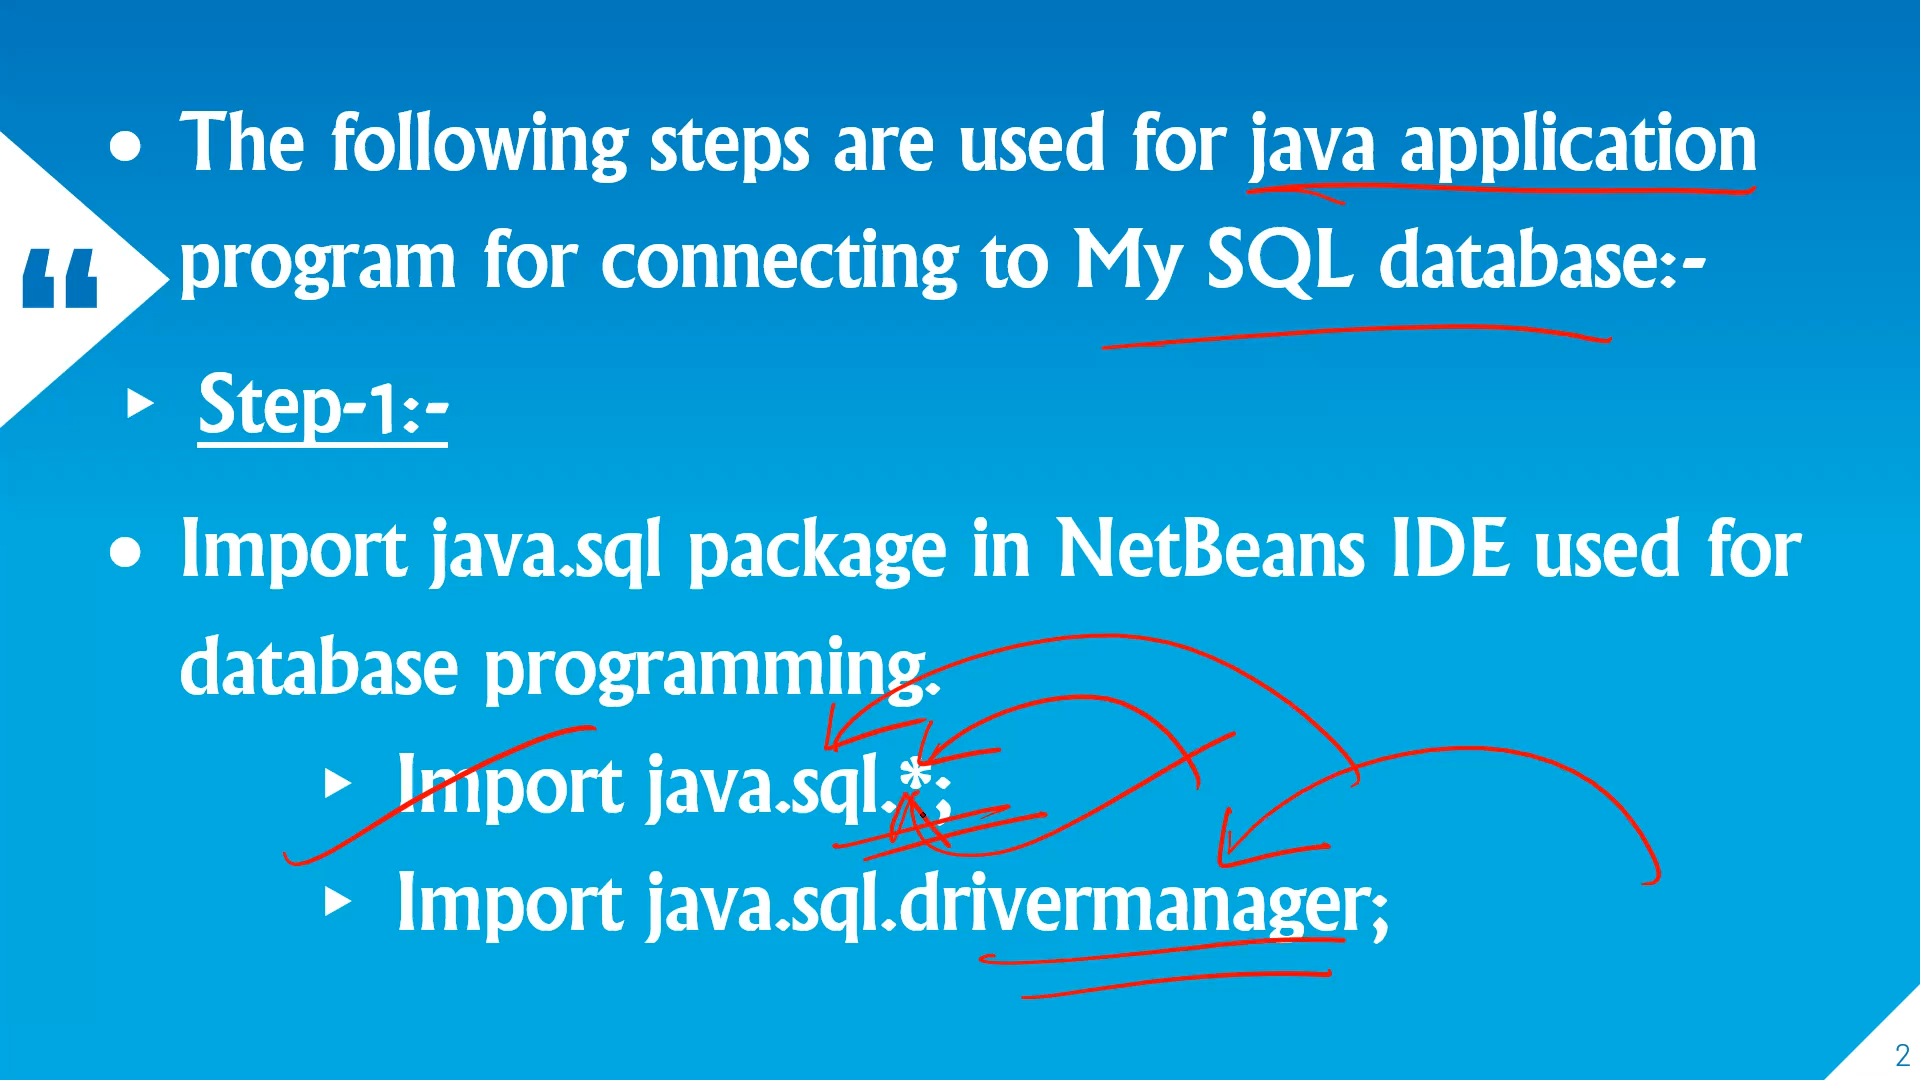 • The following steps are used for java application
program for connecting to My SQL database:-
Step-1:-
• Import java.sql package in NetBeans IDE used for
database programming.
Import java.sql.*;
Import java.sql.drivermanager;
2